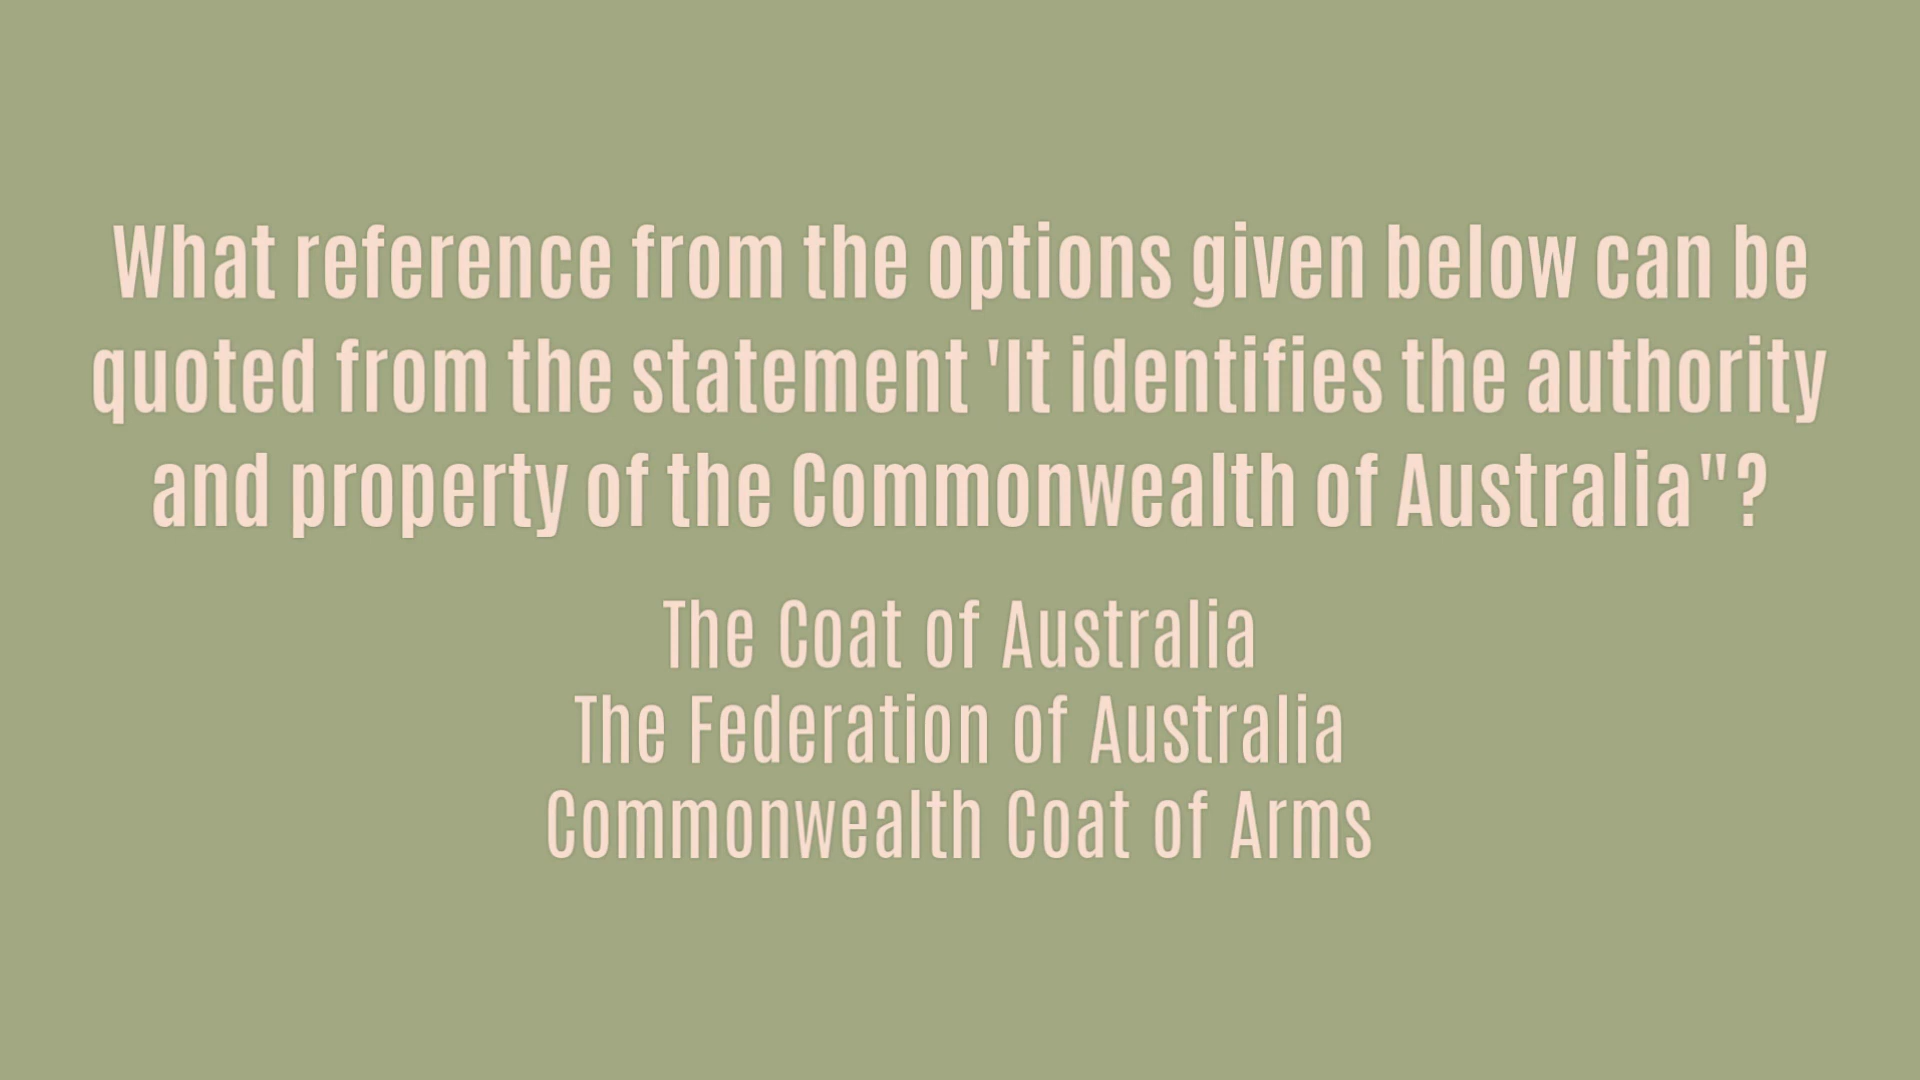 What reference from the options given below can be
quoted from the statement 'It identifies the authority
and property of the Commonwealth of Australia"?
The Coat of Australia
The Federation of Australia
Commonwealth Coat of Arms